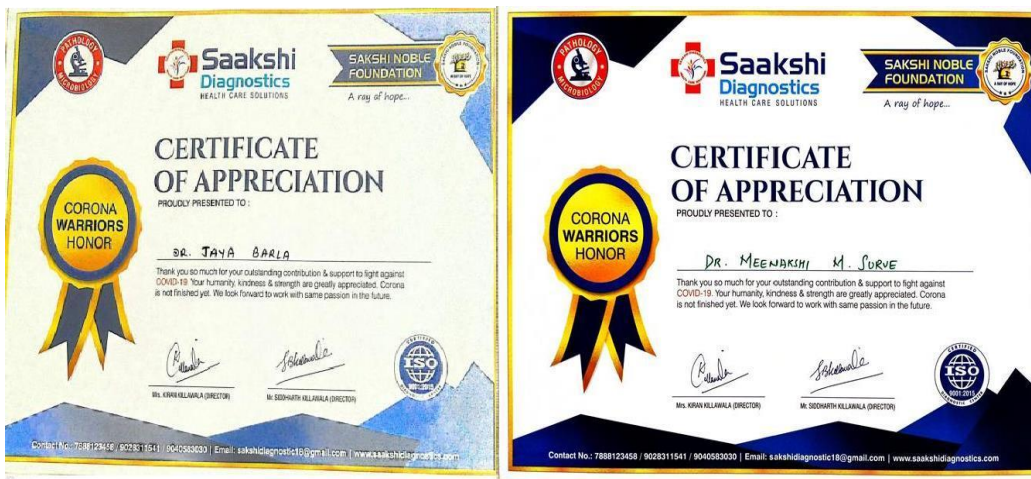 PATHOLOGY
MICROBIOLOGY
Saakshi
Diagnostics
HEALTH CARE SOLUTIONS
SAKSHI NOBLE
FOUNDATION
A ray of hope...
CERTIFICATE
OF APPRECIATION
PROUDLY PRESENTED TO :
CORONA
WARRIORS
HONOR
DR. JAYA BARLA
Thank you so much for your outstanding contribution & support to fight against
COVID-19. Your humanity, kindness & strength are greatly appreciated. Corona
is not finished yet. We look forward to work with same passion in the future.
CERTIFIED
ISO
9001:2015
Mrs. KIRAN KILLAWALA (DIRECTOR)
Mr. SIDDHARTH KILLAWALA (DIRECTOR)
Contact No.: 7888123458 / 9028311541 / 9040583030 | Email: sakshidiagnostic18@gmail.com | www.saakshidiagnostics.com
PATHOLOGY
MICROBIOLOGY
Saakshi
Diagnostics
HEALTH CARE SOLUTIONS
SAKSHI NOBLE
FOUNDATION
A ray of hope...
CERTIFICATE
OF APPRECIATION
PROUDLY PRESENTED TO :
CORONA
WARRIORS
HONOR
DR. MEENAKSHI M. SURVE
Thank you so much for your outstanding contribution & support to fight against
COVID-19. Your humanity, kindness & strength are greatly appreciated. Corona
is not finished yet. We look forward to work with same passion in the future.
CERTIFIED
ISO
9001:2015
Mrs. KIRAN KILLAWALA (DIRECTOR)
Mr. SIDDHARTH KILLAWALA (DIRECTOR)
Contact No.: 7888123458 / 9028311541 / 9040583030 | Email: sakshidiagnostic18@gmail.com | www.saakshidiagnostics.com